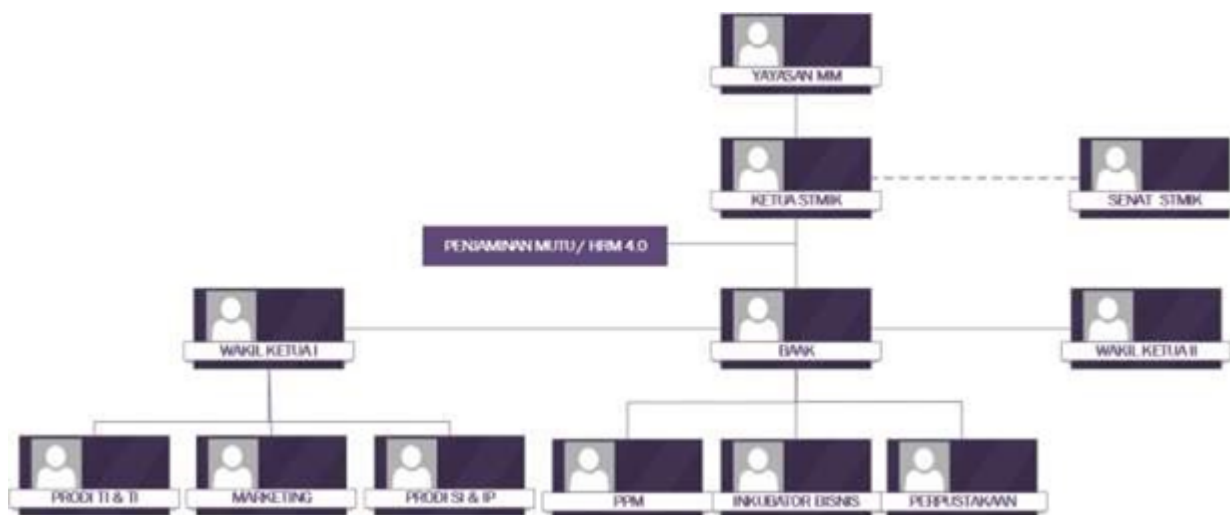 YAYASAN MM
KETUA STMIK
SENAT STMIK
PENJAMINAN MUTU / HRM 4.0
WAKIL KETUA I
BAAK
WAKIL KETUA II
PRODI TI & TI
MARKETING
PRODI SI & IP
PPM
INKUBATOR BISNIS
PERPUSTAKAAN